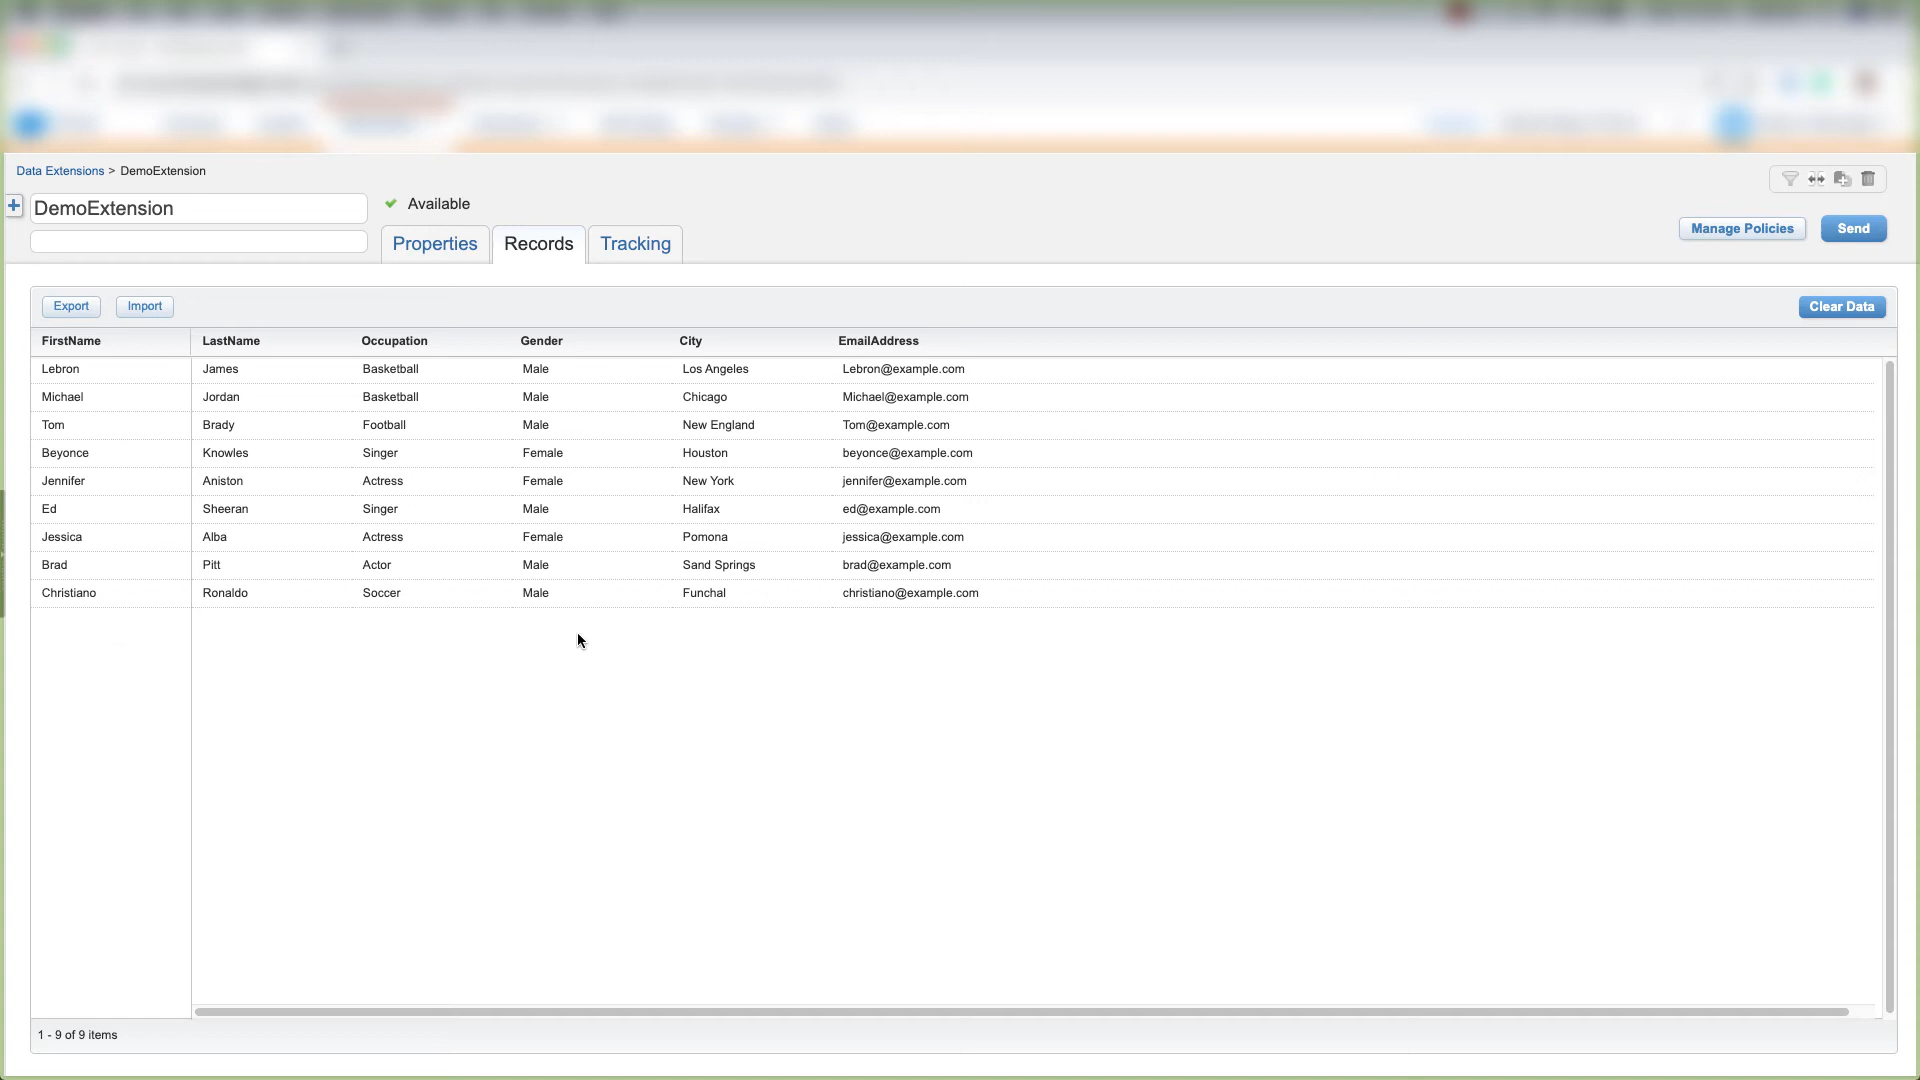 Data Extensions > DemoExtension
DemoExtension
Available
Properties
Records
Tracking
Manage Policies
Send
Export
Import
Clear Data
FirstName LastName Occupation Gender City EmailAddress
Lebron James Basketball Male Los Angeles Lebron@example.com
Michael Jordan Basketball Male Chicago Michael@example.com
Tom Brady Football Male New England Tom@example.com
Beyonce Knowles Singer Female Houston beyonce@example.com
Jennifer Aniston Actress Female New York jennifer@example.com
Ed Sheeran Singer Male Halifax ed@example.com
Jessica Alba Actress Female Pomona jessica@example.com
Brad Pitt Actor Male Sand Springs brad@example.com
Christiano Ronaldo Soccer Male Funchal christiano@example.com
1 - 9 of 9 items